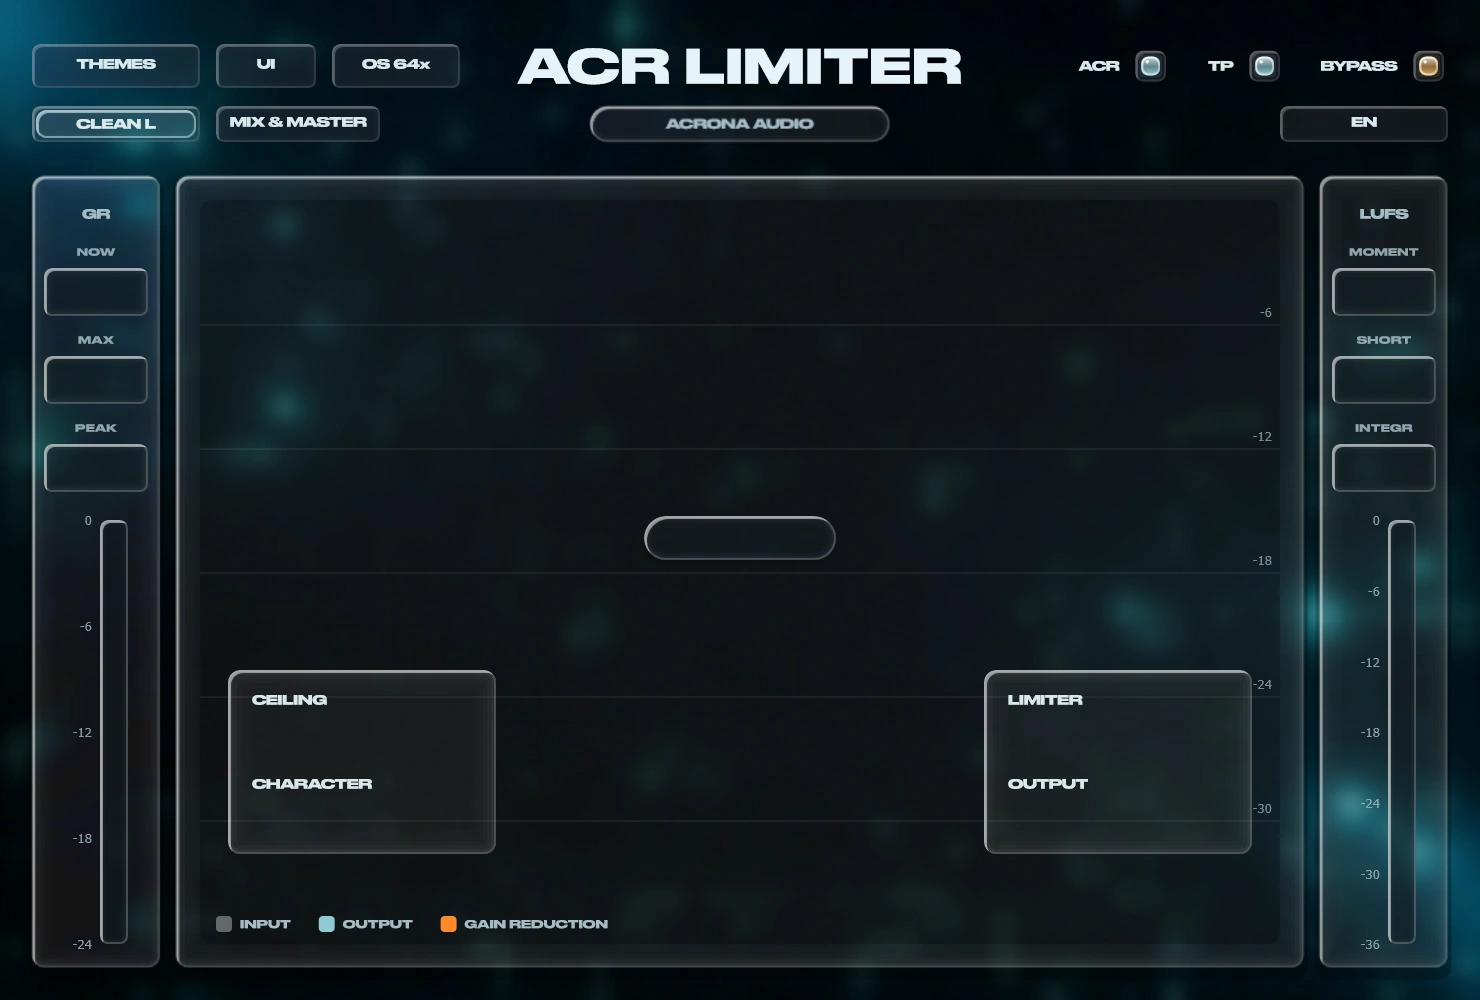 THEMES
UI
OS 64x
ACR LIMITER
ACR
TP
BYPASS
CLEAN L
MIX & MASTER
ACRONA AUDIO
EN
GR
NOW
MAX
PEAK
0
-6
-12
-18
-24
-6
-12
-18
-24
-30
CEILING
CHARACTER
LIMITER
OUTPUT
INPUT
OUTPUT
GAIN REDUCTION
LUFS
MOMENT
SHORT
INTEGR
0
-6
-12
-18
-24
-30
-36